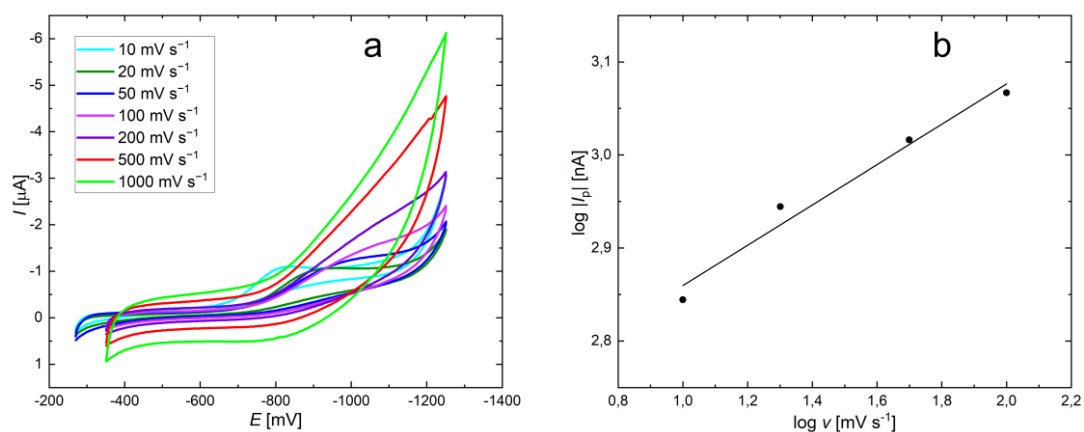 a
10 mV s⁻¹
20 mV s⁻¹
50 mV s⁻¹
100 mV s⁻¹
200 mV s⁻¹
500 mV s⁻¹
1000 mV s⁻¹
-6
-5
-4
-3
-2
-1
0
1
I [µA]
-200
-400
-600
-800
-1000
-1200
-1400
E [mV]
b
3,1
3,0
2,9
2,8
log |Iₚ| [nA]
0,8
1,0
1,2
1,4
1,6
1,8
2,0
2,2
log v [mV s⁻¹]